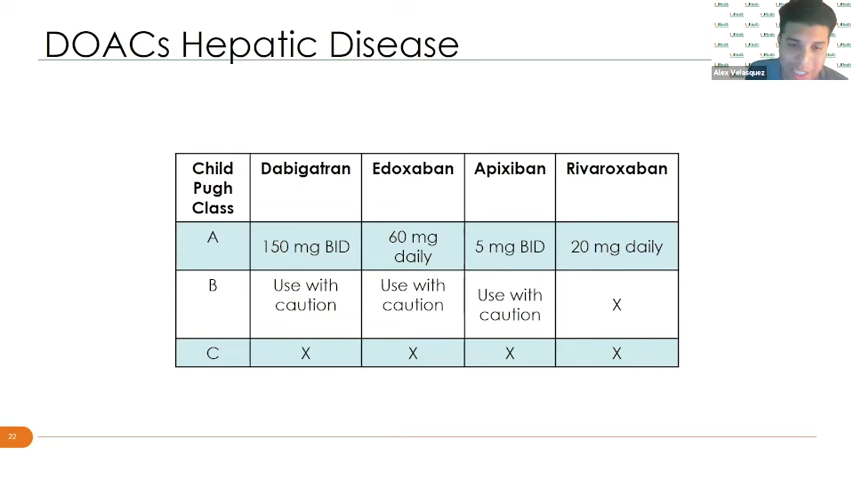 DOACs Hepatic Disease
Alex Velasquez
Child Dabigatran Edoxaban Apixiban Rivaroxaban
Pugh
Class
A 150 mg BID 60 mg 5 mg BID 20 mg daily
daily
B Use with Use with Use with X
caution caution caution
C X X X X
22